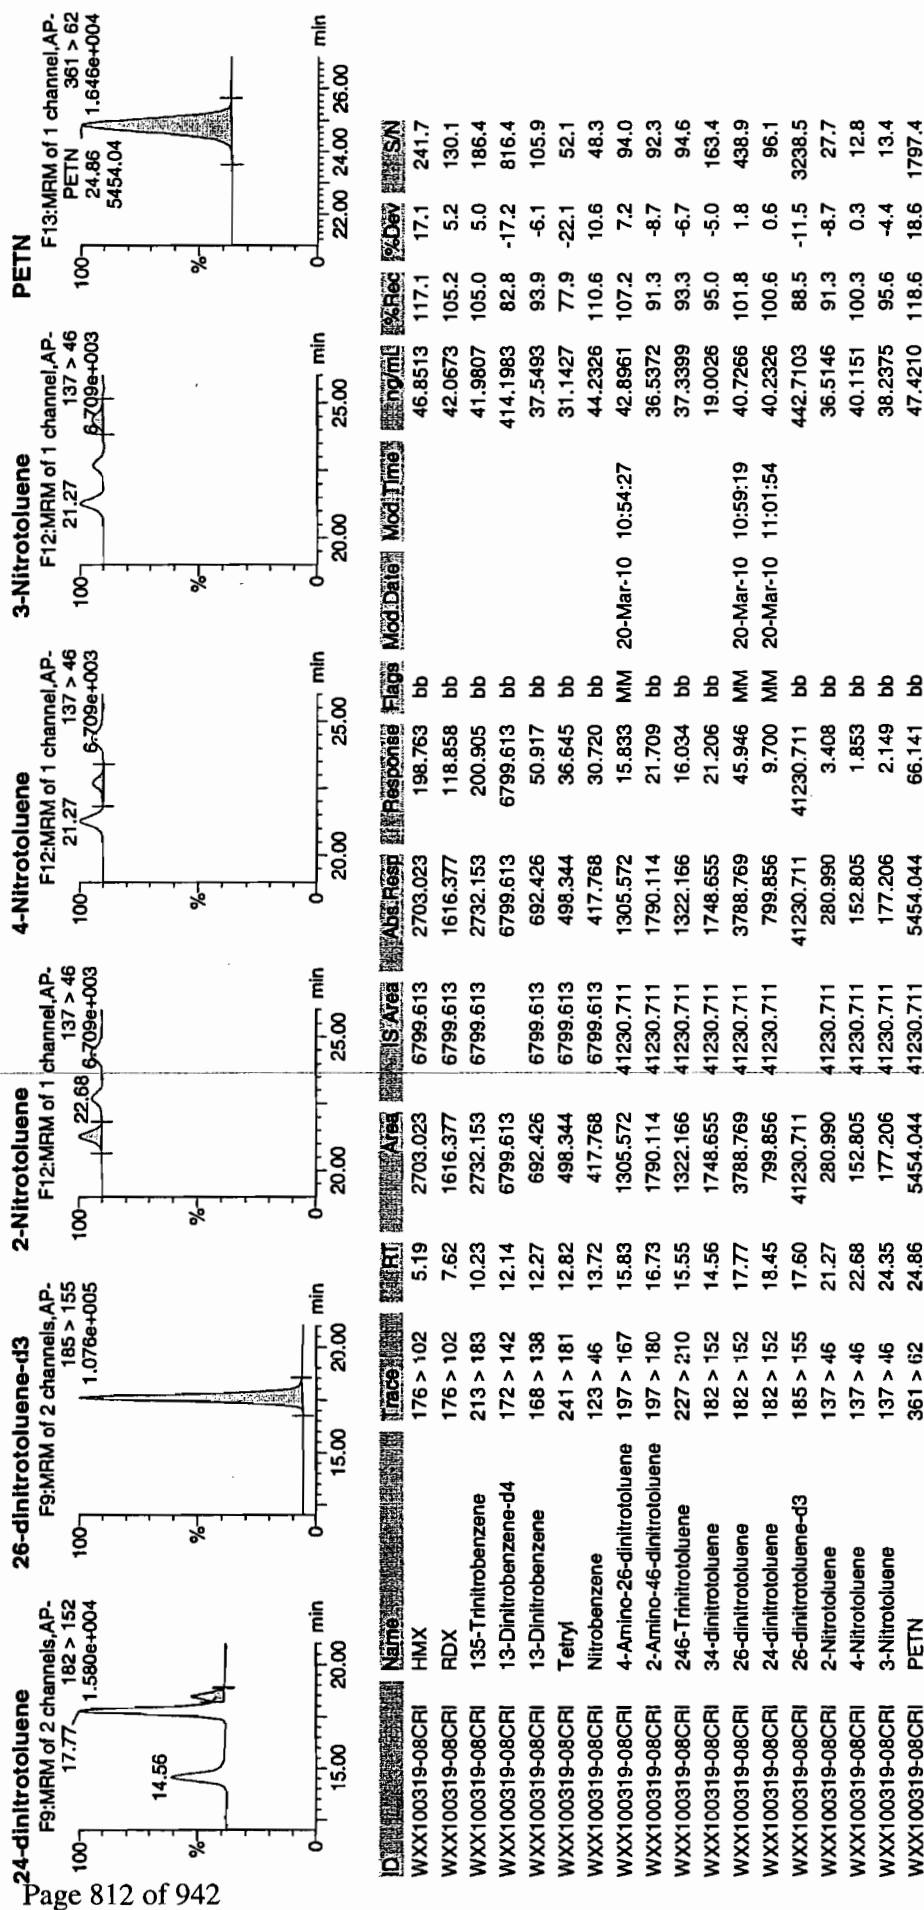 24-dinitrotoluene
F9:MRM of 2 channels,AP-
182 > 152
1.580e+004
17.77
14.56
100
%
0
15.00
20.00
26-dinitrotoluene-d3
F9:MRM of 2 channels,AP-
185 > 155
1.076e+005
100
%
0
min
15.00
20.00
2-Nitrotoluene
F12:MRM of 1 channel,AP-
137 > 46
6.709e+003
22.68
100
%
0
min
20.00
25.00
4-Nitrotoluene
F12:MRM of 1 channel,AP-
137 > 46
6.709e+003
21.27
100
%
0
min
20.00
25.00
3-Nitrotoluene
F12:MRM of 1 channel,AP-
137 > 46
6.709e+003
21.27
100
%
0
min
20.00
25.00
PETN
F13:MRM of 1 channel,AP-
PETN 361 > 62
24.86 1.646e+004
5454.04
100
%
0
min
22.00
24.00
26.00
ID Name Trace RT Area IS Area Abs.Resp Response Flags Mod.Date Mod.Time ng/mL %Rec %Dev S/N
WXX100319-08CRI HMX 176 > 102 5.19 2703.023 6799.613 2703.023 198.763 bb 46.8513 117.1 17.1 241.7
WXX100319-08CRI RDX 176 > 102 7.62 1616.377 6799.613 1616.377 118.858 bb 42.0673 105.2 5.2 130.1
WXX100319-08CRI 135-Trinitrobenzene 213 > 183 10.23 2732.153 6799.613 2732.153 200.905 bb 41.9807 105.0 5.0 186.4
WXX100319-08CRI 13-Dinitrobenzene-d4 172 > 142 12.14 6799.613 6799.613 6799.613 bb 414.1983 82.8 -17.2 816.4
WXX100319-08CRI 13-Dinitrobenzene 168 > 138 12.27 692.426 6799.613 692.426 50.917 bb 37.5493 93.9 -6.1 105.9
WXX100319-08CRI Tetryl 241 > 181 12.82 498.344 6799.613 498.344 36.645 bb 31.1427 77.9 -22.1 52.1
WXX100319-08CRI Nitrobenzene 123 > 46 13.72 417.768 6799.613 417.768 30.720 bb 44.2326 110.6 10.6 48.3
WXX100319-08CRI 4-Amino-26-dinitrotoluene 197 > 167 15.83 1305.572 41230.711 1305.572 15.833 MM 20-Mar-10 10:54:27 42.8961 107.2 7.2 94.0
WXX100319-08CRI 2-Amino-46-dinitrotoluene 197 > 180 16.73 1790.114 41230.711 1790.114 21.709 bb 36.5372 91.3 -8.7 92.3
WXX100319-08CRI 246-Trinitrotoluene 227 > 210 15.55 1322.166 41230.711 1322.166 16.034 bb 37.3399 93.3 -6.7 94.6
WXX100319-08CRI 34-dinitrotoluene 182 > 152 14.56 1748.655 41230.711 1748.655 21.206 bb 19.0026 95.0 -5.0 163.4
WXX100319-08CRI 26-dinitrotoluene 182 > 152 17.77 3788.769 41230.711 3788.769 45.946 MM 20-Mar-10 10:59:19 40.7266 101.8 1.8 438.9
WXX100319-08CRI 24-dinitrotoluene 182 > 152 18.45 799.856 41230.711 799.856 9.700 MM 20-Mar-10 11:01:54 40.2326 100.6 0.6 96.1
WXX100319-08CRI 26-dinitrotoluene-d3 185 > 155 17.60 41230.711 41230.711 41230.711 bb 442.7103 88.5 -11.5 3238.5
WXX100319-08CRI 2-Nitrotoluene 137 > 46 21.27 280.990 41230.711 280.990 3.408 bb 36.5146 91.3 -8.7 27.7
WXX100319-08CRI 4-Nitrotoluene 137 > 46 22.68 152.805 41230.711 152.805 1.853 bb 40.1151 100.3 0.3 12.8
WXX100319-08CRI 3-Nitrotoluene 137 > 46 24.35 177.206 41230.711 177.206 2.149 bb 38.2375 95.6 -4.4 13.4
WXX100319-08CRI PETN 361 > 62 24.86 5454.044 41230.711 5454.044 66.141 bb 47.4210 118.6 18.6 1797.4
Page 812 of 942